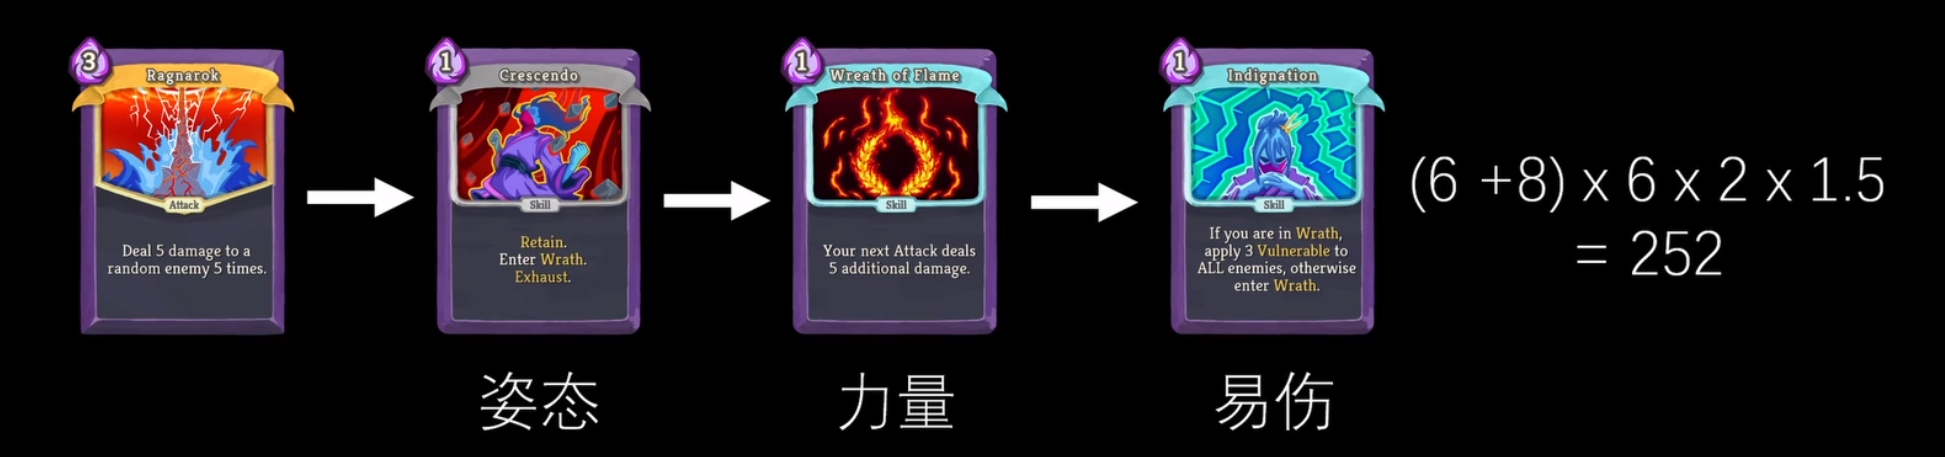 3
Ragnarok
Attack
Deal 5 damage to a
random enemy 5 times.
1
Crescendo
Skill
Retain.
Enter Wrath.
Exhaust.
姿态
1
Wreath of Flame
Skill
Your next Attack deals
5 additional damage.
力量
1
Indignation
Skill
If you are in Wrath,
apply 3 Vulnerable to
ALL enemies, otherwise
enter Wrath.
易伤
(6 +8) x 6 x 2 x 1.5
= 252